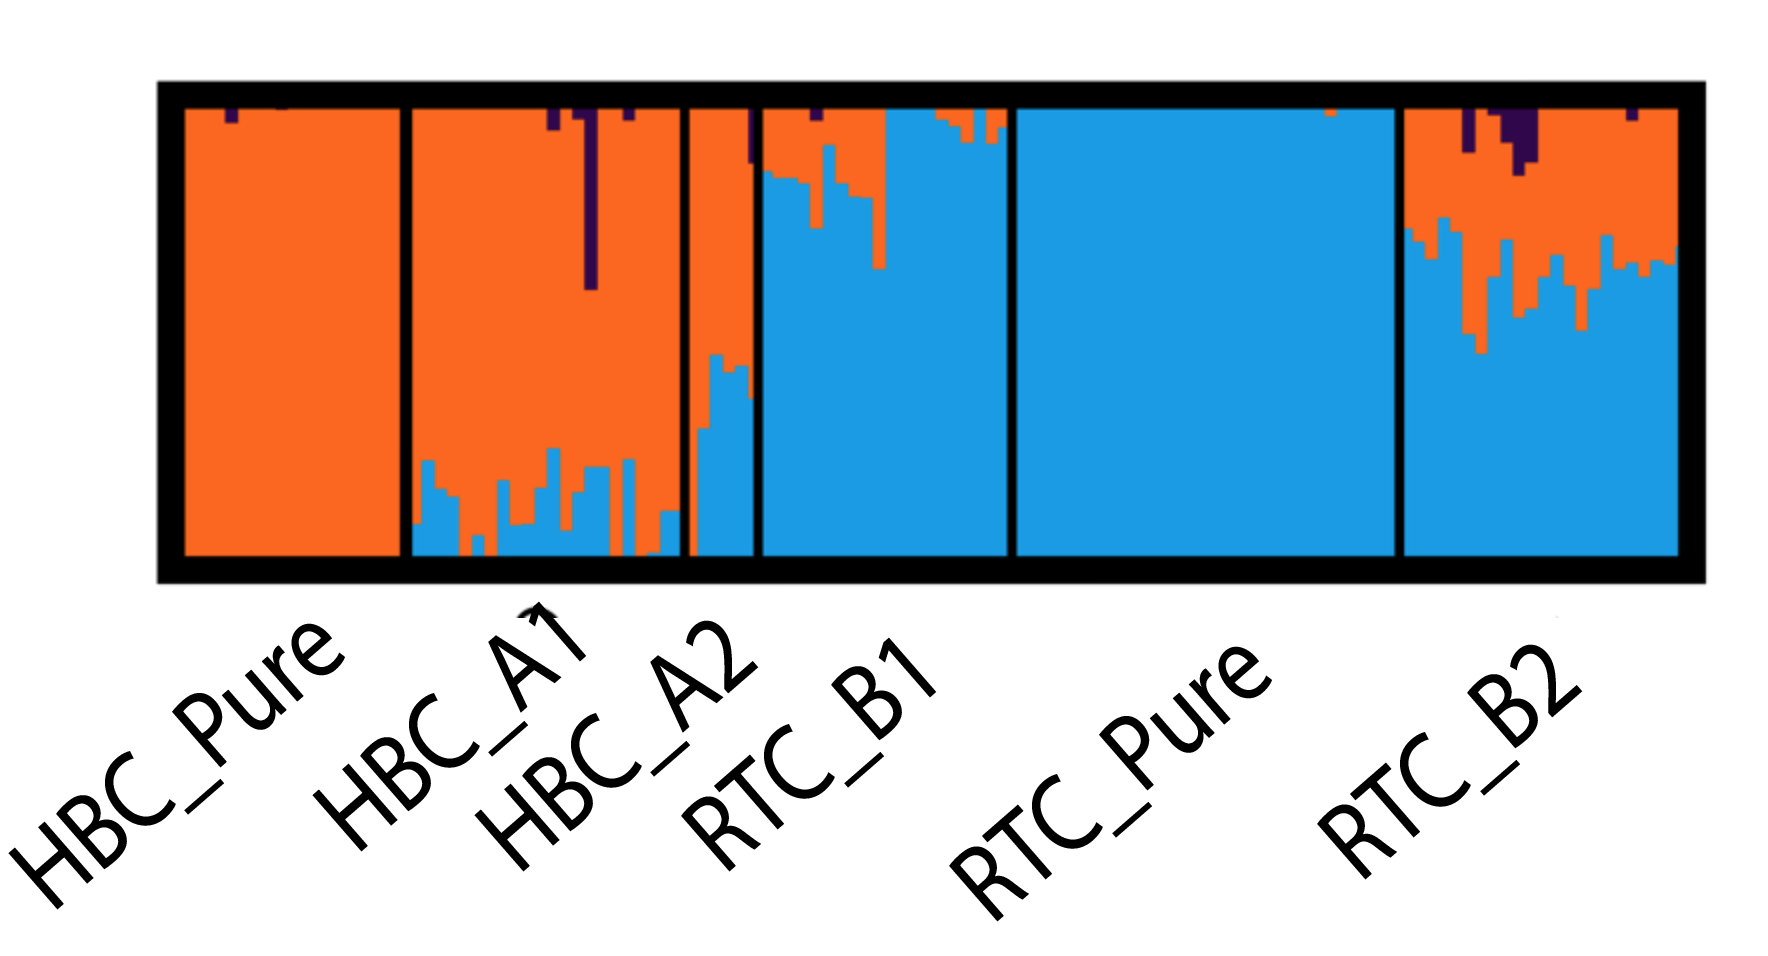 HBC_Pure
HBC_A1
HBC_A2
RTC_B1
RTC_Pure
RTC_B2